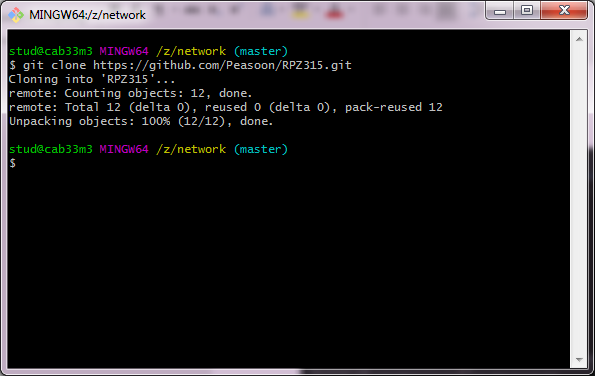 MINGW64:/z/network
stud@cab33m3 MINGW64 /z/network (master)
$ git clone https://github.com/Peasoon/RPZ315.git
Cloning into 'RPZ315'...
remote: Counting objects: 12, done.
remote: Total 12 (delta 0), reused 0 (delta 0), pack-reused 12
Unpacking objects: 100% (12/12), done.
stud@cab33m3 MINGW64 /z/network (master)
$